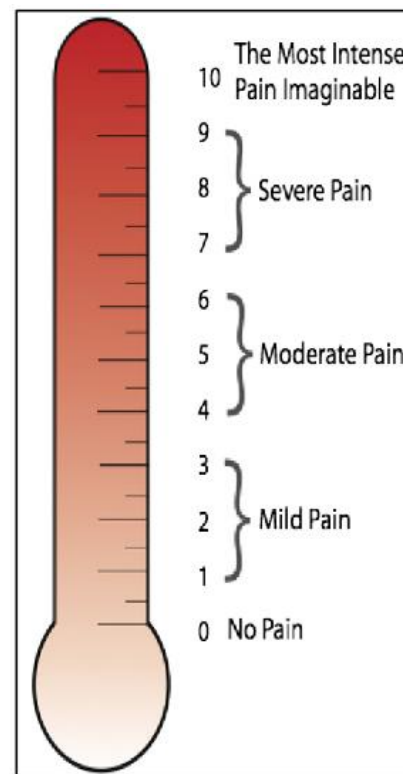 10 The Most Intense
Pain Imaginable
9
8 Severe Pain
7
6
5 Moderate Pain
4
3
2 Mild Pain
1
0 No Pain